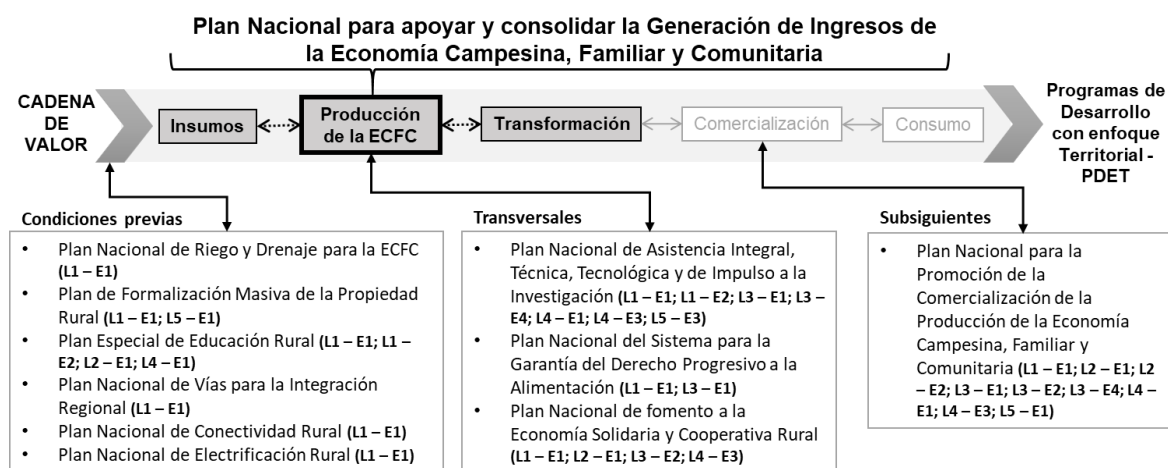 Plan Nacional para apoyar y consolidar la Generación de Ingresos de
la Economía Campesina, Familiar y Comunitaria
CADENA
DE
VALOR
Insumos
Producción
de la ECFC
Transformación
Comercialización
Consumo
Programas de
Desarrollo
con enfoque
Territorial -
PDET
Condiciones previas
• Plan Nacional de Riego y Drenaje para la ECFC
(L1 – E1)
• Plan de Formalización Masiva de la Propiedad
Rural (L1 – E1; L5 – E1)
• Plan Especial de Educación Rural (L1 – E1; L1 –
E2; L2 – E1; L4 – E1)
• Plan Nacional de Vías para la Integración
Regional (L1 – E1)
• Plan Nacional de Conectividad Rural (L1 – E1)
• Plan Nacional de Electrificación Rural (L1 – E1)
Transversales
• Plan Nacional de Asistencia Integral,
Técnica, Tecnológica y de Impulso a la
Investigación (L1 – E1; L1 – E2; L3 – E1; L3 –
E4; L4 – E1; L4 – E3; L5 – E3)
• Plan Nacional del Sistema para la
Garantía del Derecho Progresivo a la
Alimentación (L1 – E1; L3 – E1)
• Plan Nacional de fomento a la
Economía Solidaria y Cooperativa Rural
(L1 – E1; L2 – E1; L3 – E2; L4 – E3)
Subsiguientes
• Plan Nacional para la
Promoción de la
Comercialización de la
Producción de la Economía
Campesina, Familiar y
Comunitaria (L1 – E1; L2 – E1; L2
– E2; L3 – E1; L3 – E2; L3 – E4; L4 –
E1; L4 – E3; L5 – E1)